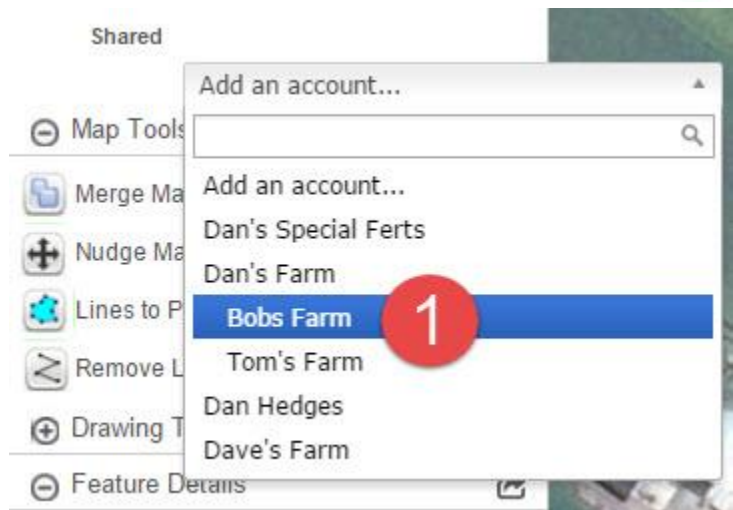 Shared
Add an account...
Map Tools
Add an account...
Merge Ma
Dan's Special Ferts
Nudge Ma
Dan's Farm
Lines to P
Bobs Farm
1
Remove L
Tom's Farm
Dan Hedges
Drawing T
Dave's Farm
Feature Details